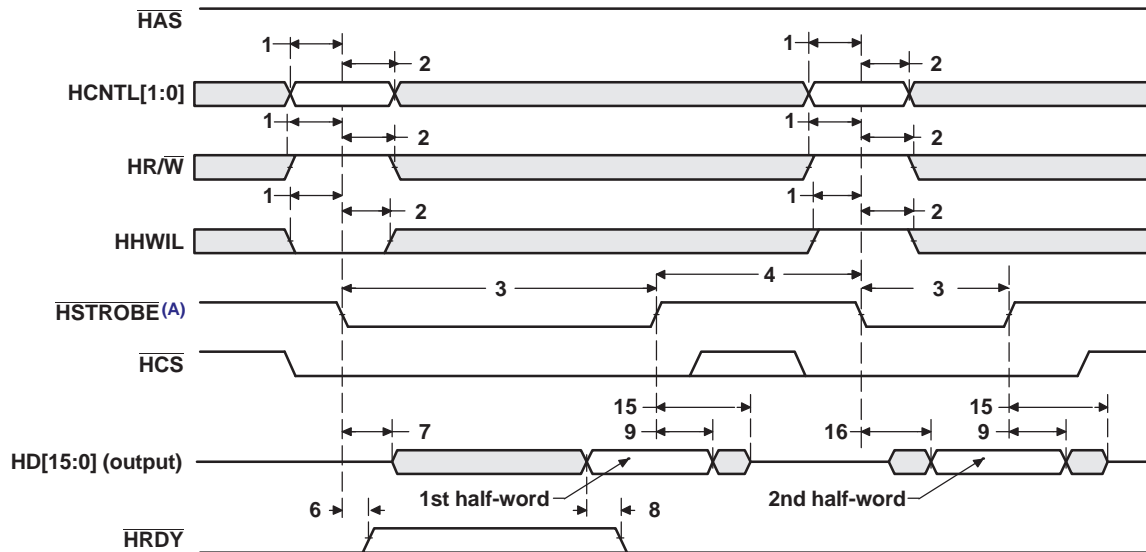 HAS
1 1
2 2
HCNTL[1:0]
1 1
2 2
HR/W
1 1
2 2
HHWIL
4
3 3
HSTROBE(A)
HCS
15 15
7 9 16 9
HD[15:0] (output)
1st half-word 2nd half-word
6 8
HRDY